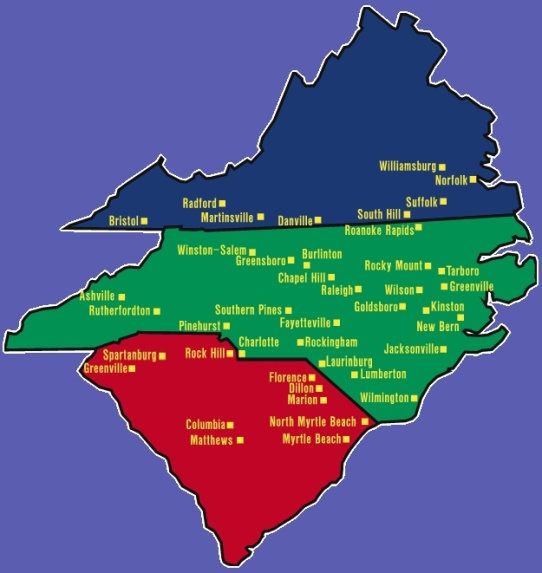 Williamsburg
Norfolk
Radford
Suffolk
Bristol
Martinsville
Danville
South Hill
Roanoke Rapids
Winston-Salem
Greensboro
Burlinton
Rocky Mount
Tarboro
Chapel Hill
Raleigh
Wilson
Greenville
Ashville
Rutherfordton
Southern Pines
Goldsboro
Kinston
Pinehurst
Fayetteville
New Bern
Charlotte
Rockingham
Jacksonville
Spartanburg
Rock Hill
Greenville
Laurinburg
Florence
Lumberton
Dillon
Marion
Wilmington
Columbia
North Myrtle Beach
Matthews
Myrtle Beach